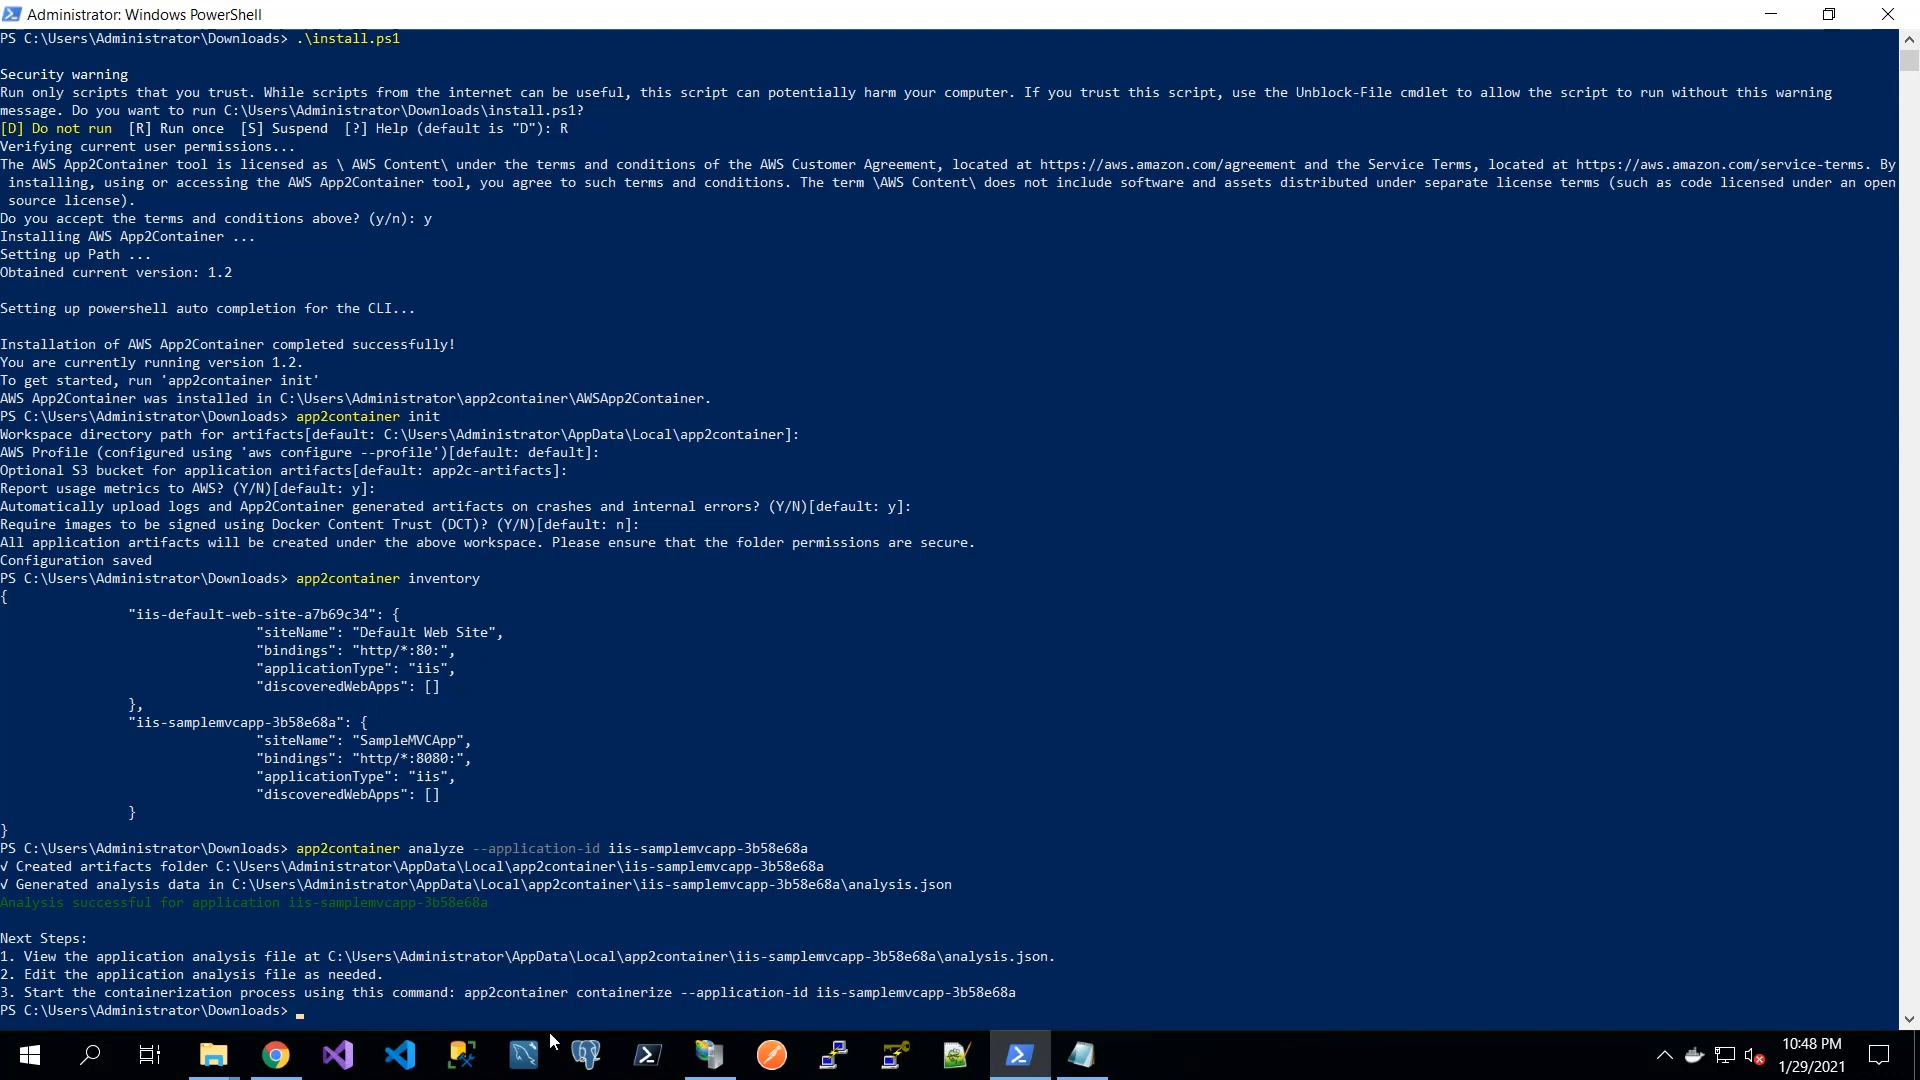 Administrator: Windows PowerShell
PS C:\Users\Administrator\Downloads> .\install.ps1
Security warning
Run only scripts that you trust. While scripts from the internet can be useful, this script can potentially harm your computer. If you trust this script, use the Unblock-File cmdlet to allow the script to run without this warning
message. Do you want to run C:\Users\Administrator\Downloads\install.ps1?
[D] Do not run  [R] Run once  [S] Suspend  [?] Help (default is "D"): R
Verifying current user permissions...
The AWS App2Container tool is licensed as \ AWS Content\ under the terms and conditions of the AWS Customer Agreement, located at https://aws.amazon.com/agreement and the Service Terms, located at https://aws.amazon.com/service-terms. By
installing, using or accessing the AWS App2Container tool, you agree to such terms and conditions. The term \AWS Content\ does not include software and assets distributed under separate license terms (such as code licensed under an open
source license).
Do you accept the terms and conditions above? (y/n): y
Installing AWS App2Container ...
Setting up Path ...
Obtained current version: 1.2
Setting up powershell auto completion for the CLI...
Installation of AWS App2Container completed successfully!
You are currently running version 1.2.
To get started, run 'app2container init'
AWS App2Container was installed in C:\Users\Administrator\app2container\AWSApp2Container.
PS C:\Users\Administrator\Downloads> app2container init
Workspace directory path for artifacts[default: C:\Users\Administrator\AppData\Local\app2container]:
AWS Profile (configured using 'aws configure --profile')[default: default]:
Optional S3 bucket for application artifacts[default: app2c-artifacts]:
Report usage metrics to AWS? (Y/N)[default: y]:
Automatically upload logs and App2Container generated artifacts on crashes and internal errors? (Y/N)[default: y]:
Require images to be signed using Docker Content Trust (DCT)? (Y/N)[default: n]:
All application artifacts will be created under the above workspace. Please ensure that the folder permissions are secure.
Configuration saved
PS C:\Users\Administrator\Downloads> app2container inventory
{
"iis-default-web-site-a7b69c34": {
"siteName": "Default Web Site",
"bindings": "http/*:80:",
"applicationType": "iis",
"discoveredWebApps": []
},
"iis-samplemvcapp-3b58e68a": {
"siteName": "SampleMVCApp",
"bindings": "http/*:8080:",
"applicationType": "iis",
"discoveredWebApps": []
}
}
PS C:\Users\Administrator\Downloads> app2container analyze --application-id iis-samplemvcapp-3b58e68a
√ Created artifacts folder C:\Users\Administrator\AppData\Local\app2container\iis-samplemvcapp-3b58e68a
√ Generated analysis data in C:\Users\Administrator\AppData\Local\app2container\iis-samplemvcapp-3b58e68a\analysis.json
Analysis successful for application iis-samplemvcapp-3b58e68a
Next Steps:
1. View the application analysis file at C:\Users\Administrator\AppData\Local\app2container\iis-samplemvcapp-3b58e68a\analysis.json.
2. Edit the application analysis file as needed.
3. Start the containerization process using this command: app2container containerize --application-id iis-samplemvcapp-3b58e68a
PS C:\Users\Administrator\Downloads>
10:48 PM
1/29/2021